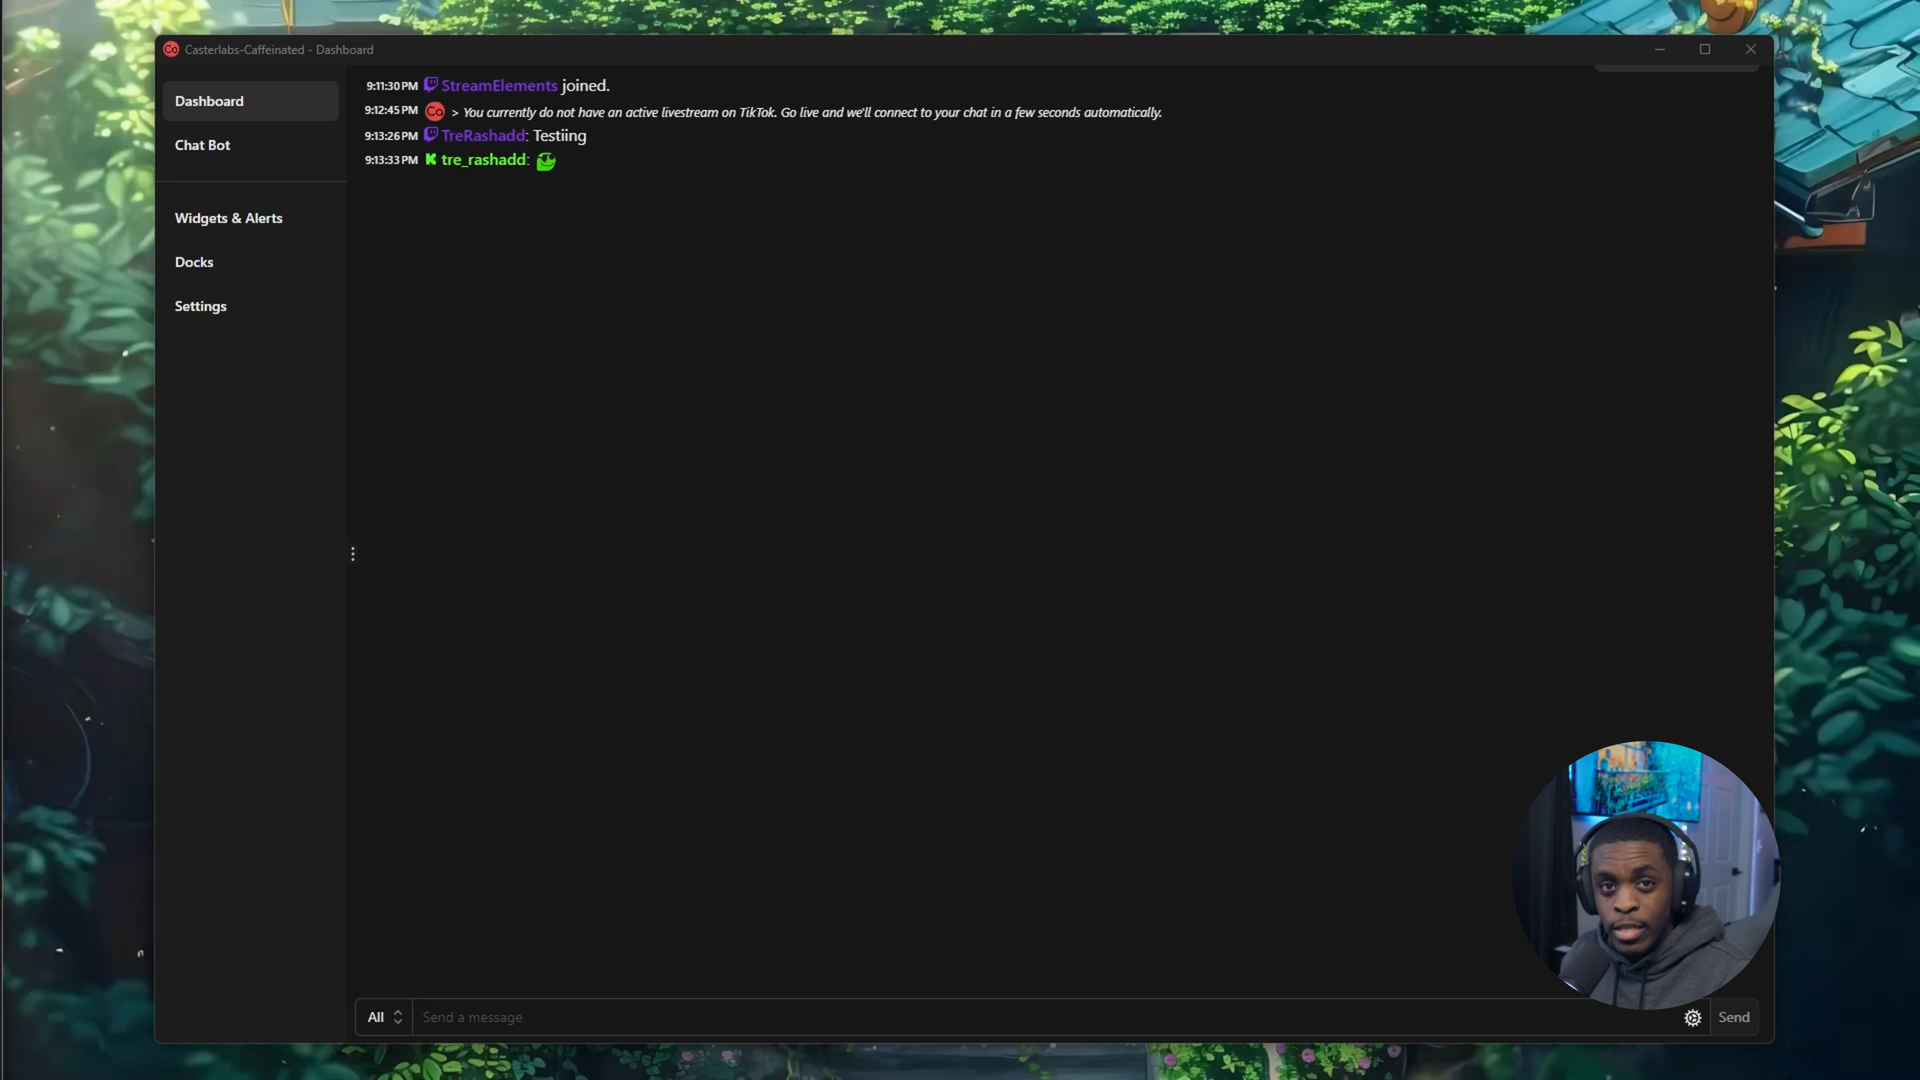 Casterlabs-Caffeinated - Dashboard
Dashboard
Chat Bot
Widgets & Alerts
Docks
Settings
9:11:30 PM StreamElements joined.
9:12:45 PM Co > You currently do not have an active livestream on TikTok. Go live and we'll connect to your chat in a few seconds automatically.
9:13:26 PM TreRashadd: Testiing
9:13:33 PM K tre_rashadd:
All Send a message Send